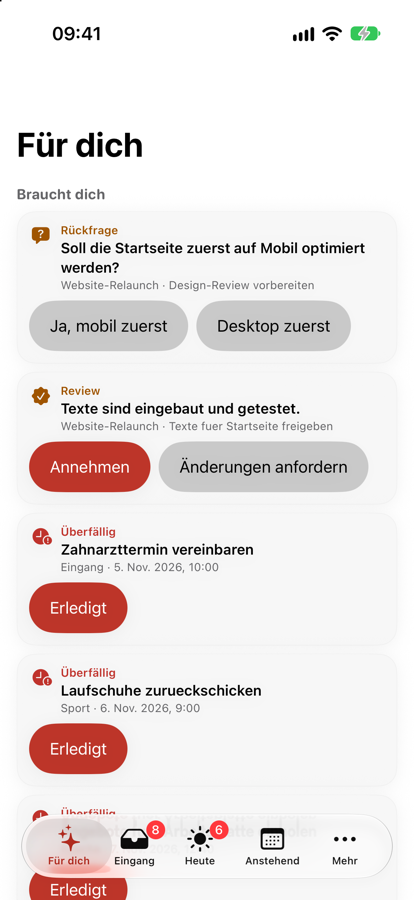 09:41
Für dich
Braucht dich
Rückfrage
Soll die Startseite zuerst auf Mobil optimiert
werden?
Website-Relaunch · Design-Review vorbereiten
Ja, mobil zuerst
Desktop zuerst
Review
Texte sind eingebaut und getestet.
Website-Relaunch · Texte fuer Startseite freigeben
Annehmen
Änderungen anfordern
Überfällig
Zahnarzttermin vereinbaren
Eingang · 5. Nov. 2026, 10:00
Erledigt
Überfällig
Laufschuhe zurueckschicken
Sport · 6. Nov. 2026, 9:00
Erledigt
Überfällig
8
6
Für dich
Eingang
Heute
Anstehend
Mehr
Erledigt